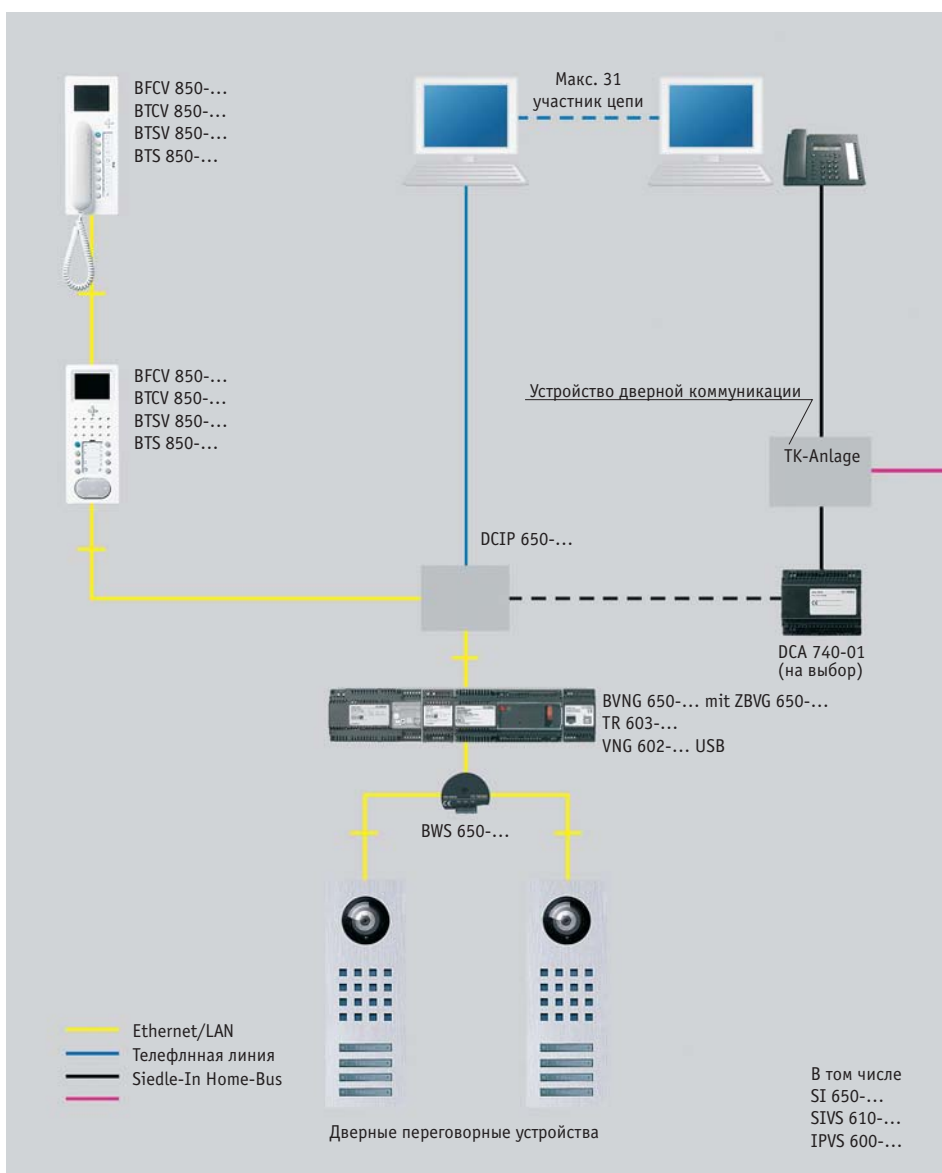 BFCV 850-...
BTCV 850-...
BTSV 850-...
BTS 850-...
Макс. 31
участник цепи
BFCV 850-...
BTCV 850-...
BTSV 850-...
BTS 850-...
Устройство дверной коммуникации
TK-Anlage
DCIP 650-...
DCA 740-01
(на выбор)
BVNG 650-... mit ZBVG 650-...
TR 603-...
VNG 602-... USB
BWS 650-...
Ethernet/LAN
Телефлнная линия
Siedle-In Home-Bus
Дверные переговорные устройства
В том числе
SI 650-...
SIVS 610-...
IPVS 600-...